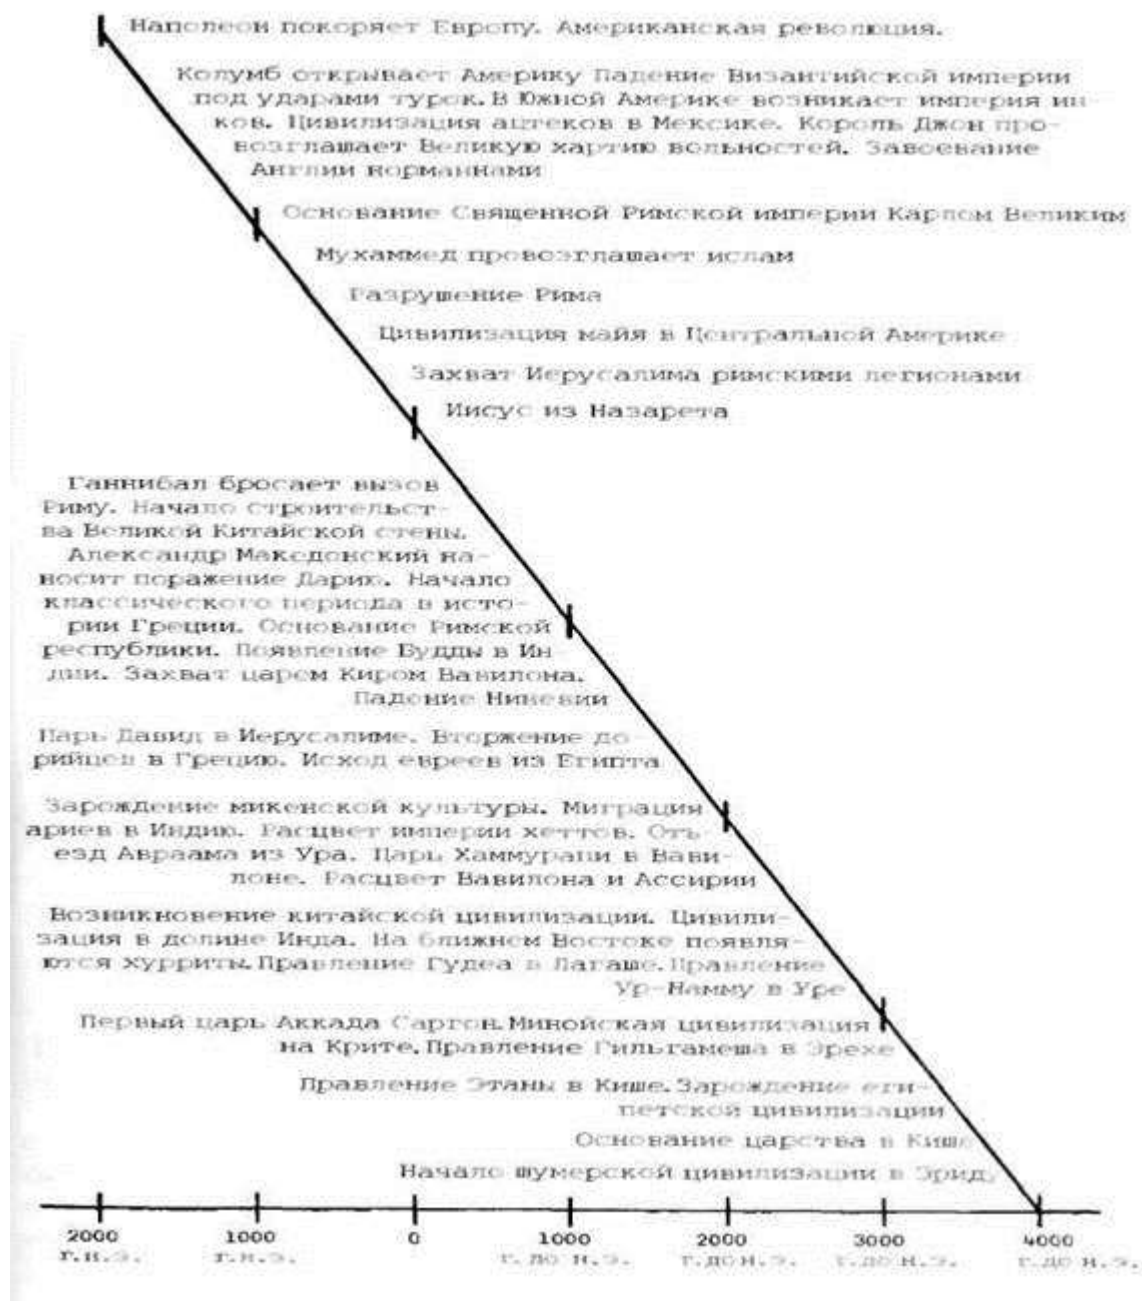 Наполеон покоряет Европу. Американская революция.
Колумб открывает Америку Падение Византийской империи
под ударами турок. В Южной Америке возникает империя ин-
ков. Цивилизация ацтеков в Мексике. Король Джон про-
возглашает Великую хартию вольностей. Завоевание
Англии норманнами
Основание Священной Римской империи Карлом Великим
Мухаммед провозглашает ислам
Разрушение Рима
Цивилизация майя в Центральной Америке
Захват Иерусалима римскими легионами
Иисус из Назарета
Ганнибал бросает вызов
Риму. Начало строительст-
ва Великой Китайской стены.
Александр Македонский на-
носит поражение Дарию. Начало
классического периода в исто-
рии Греции. Основание Римской
республики. Появление Будды в Ин-
дии. Захват царем Киром Вавилона.
Падение Ниневии
Царь Давид в Иерусалиме. Вторжение до-
рийцев в Грецию. Исход евреев из Египта
Зарождение микенской культуры. Миграция
ариев в Индию. Расцвет империи хеттов. Отъ-
езд Авраама из Ура. Царь Хаммурапи в Вави-
лоне. Расцвет Вавилона и Ассирии
Возникновение китайской цивилизации. Цивили-
зация в долине Инда. На ближнем Востоке появля-
ются хурриты. Правление Гудеа в Лагаше. Правление
Ур-Намму в Уре
Первый царь Аккада Саргон. Минойская цивилизация
на Крите. Правление Гильгамеша в Эрехе
Правление Этаны в Кише. Зарождение еги-
петской цивилизации
Основание царства в Кише
Начало шумерской цивилизации в Эриду
2000 1000 0 1000 2000 3000 4000
г.н.э. г.н.э. г. до н.э. г. до н.э. г. до н.э. г. до н.э.